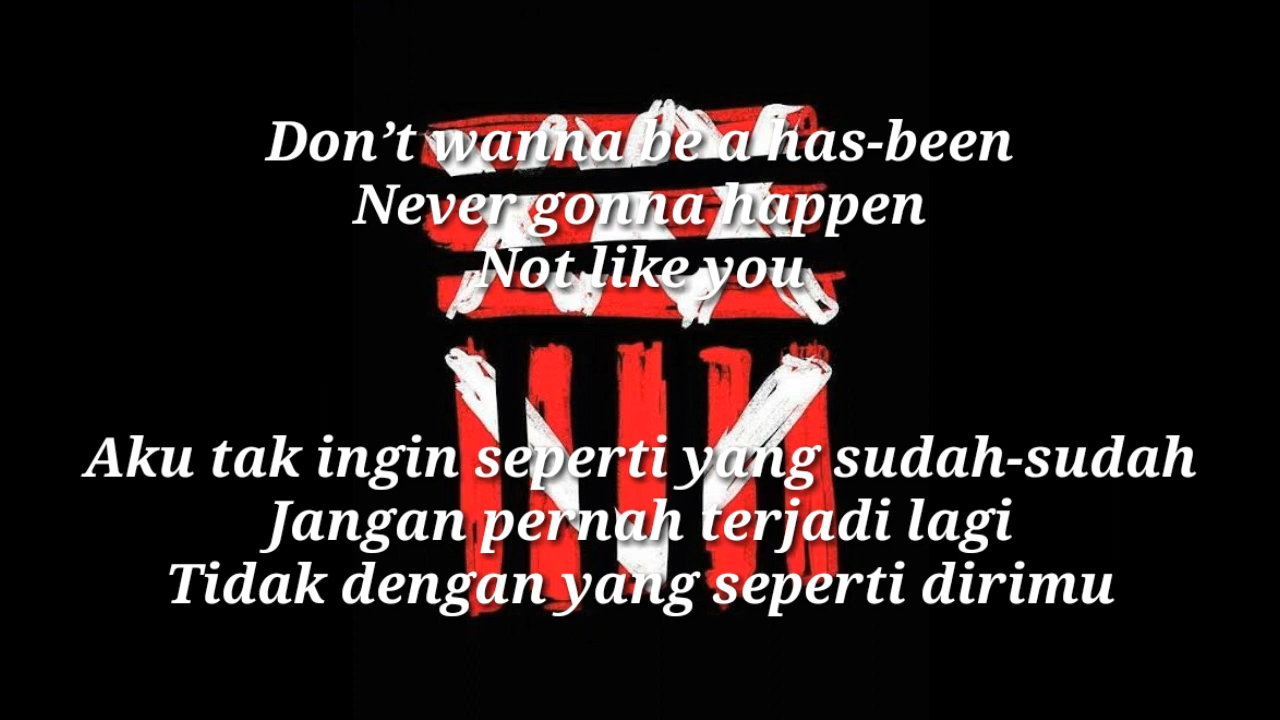 Don’t wanna be a has-been
Never gonna happen
Not like you
Aku tak ingin seperti yang sudah-sudah
Jangan pernah terjadi lagi
Tidak dengan yang seperti dirimu